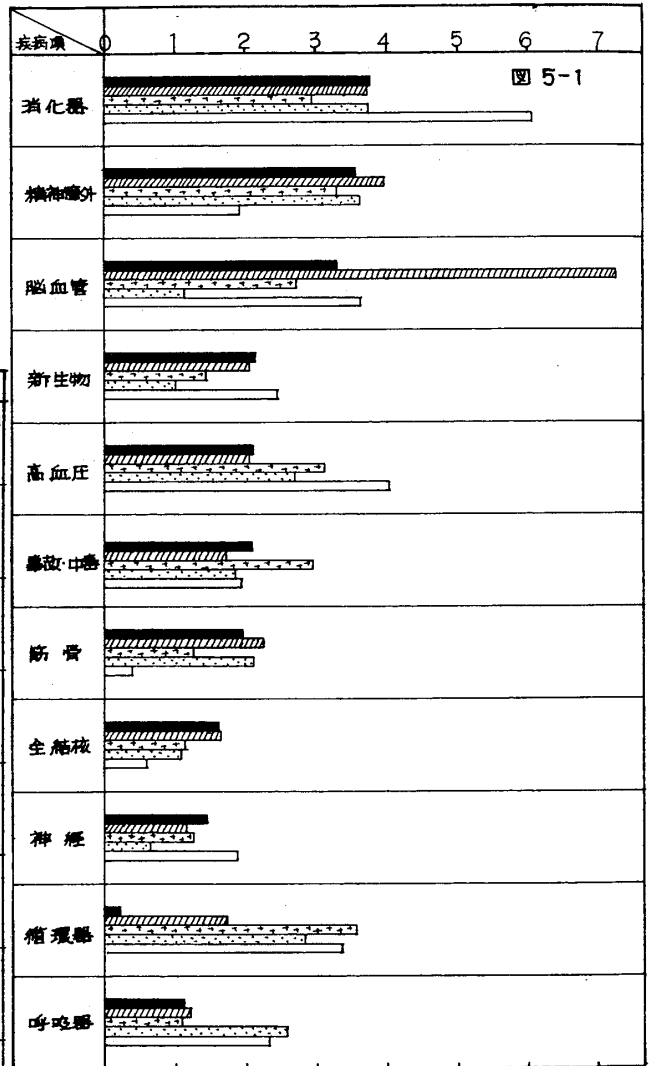 疾病項 0 1 2 3 4 5 6 7
図 5-1
消化器
精神障外
脳血管
新生物
高血圧
事故・中毒
筋骨
全結核
神経
循環器
呼吸器